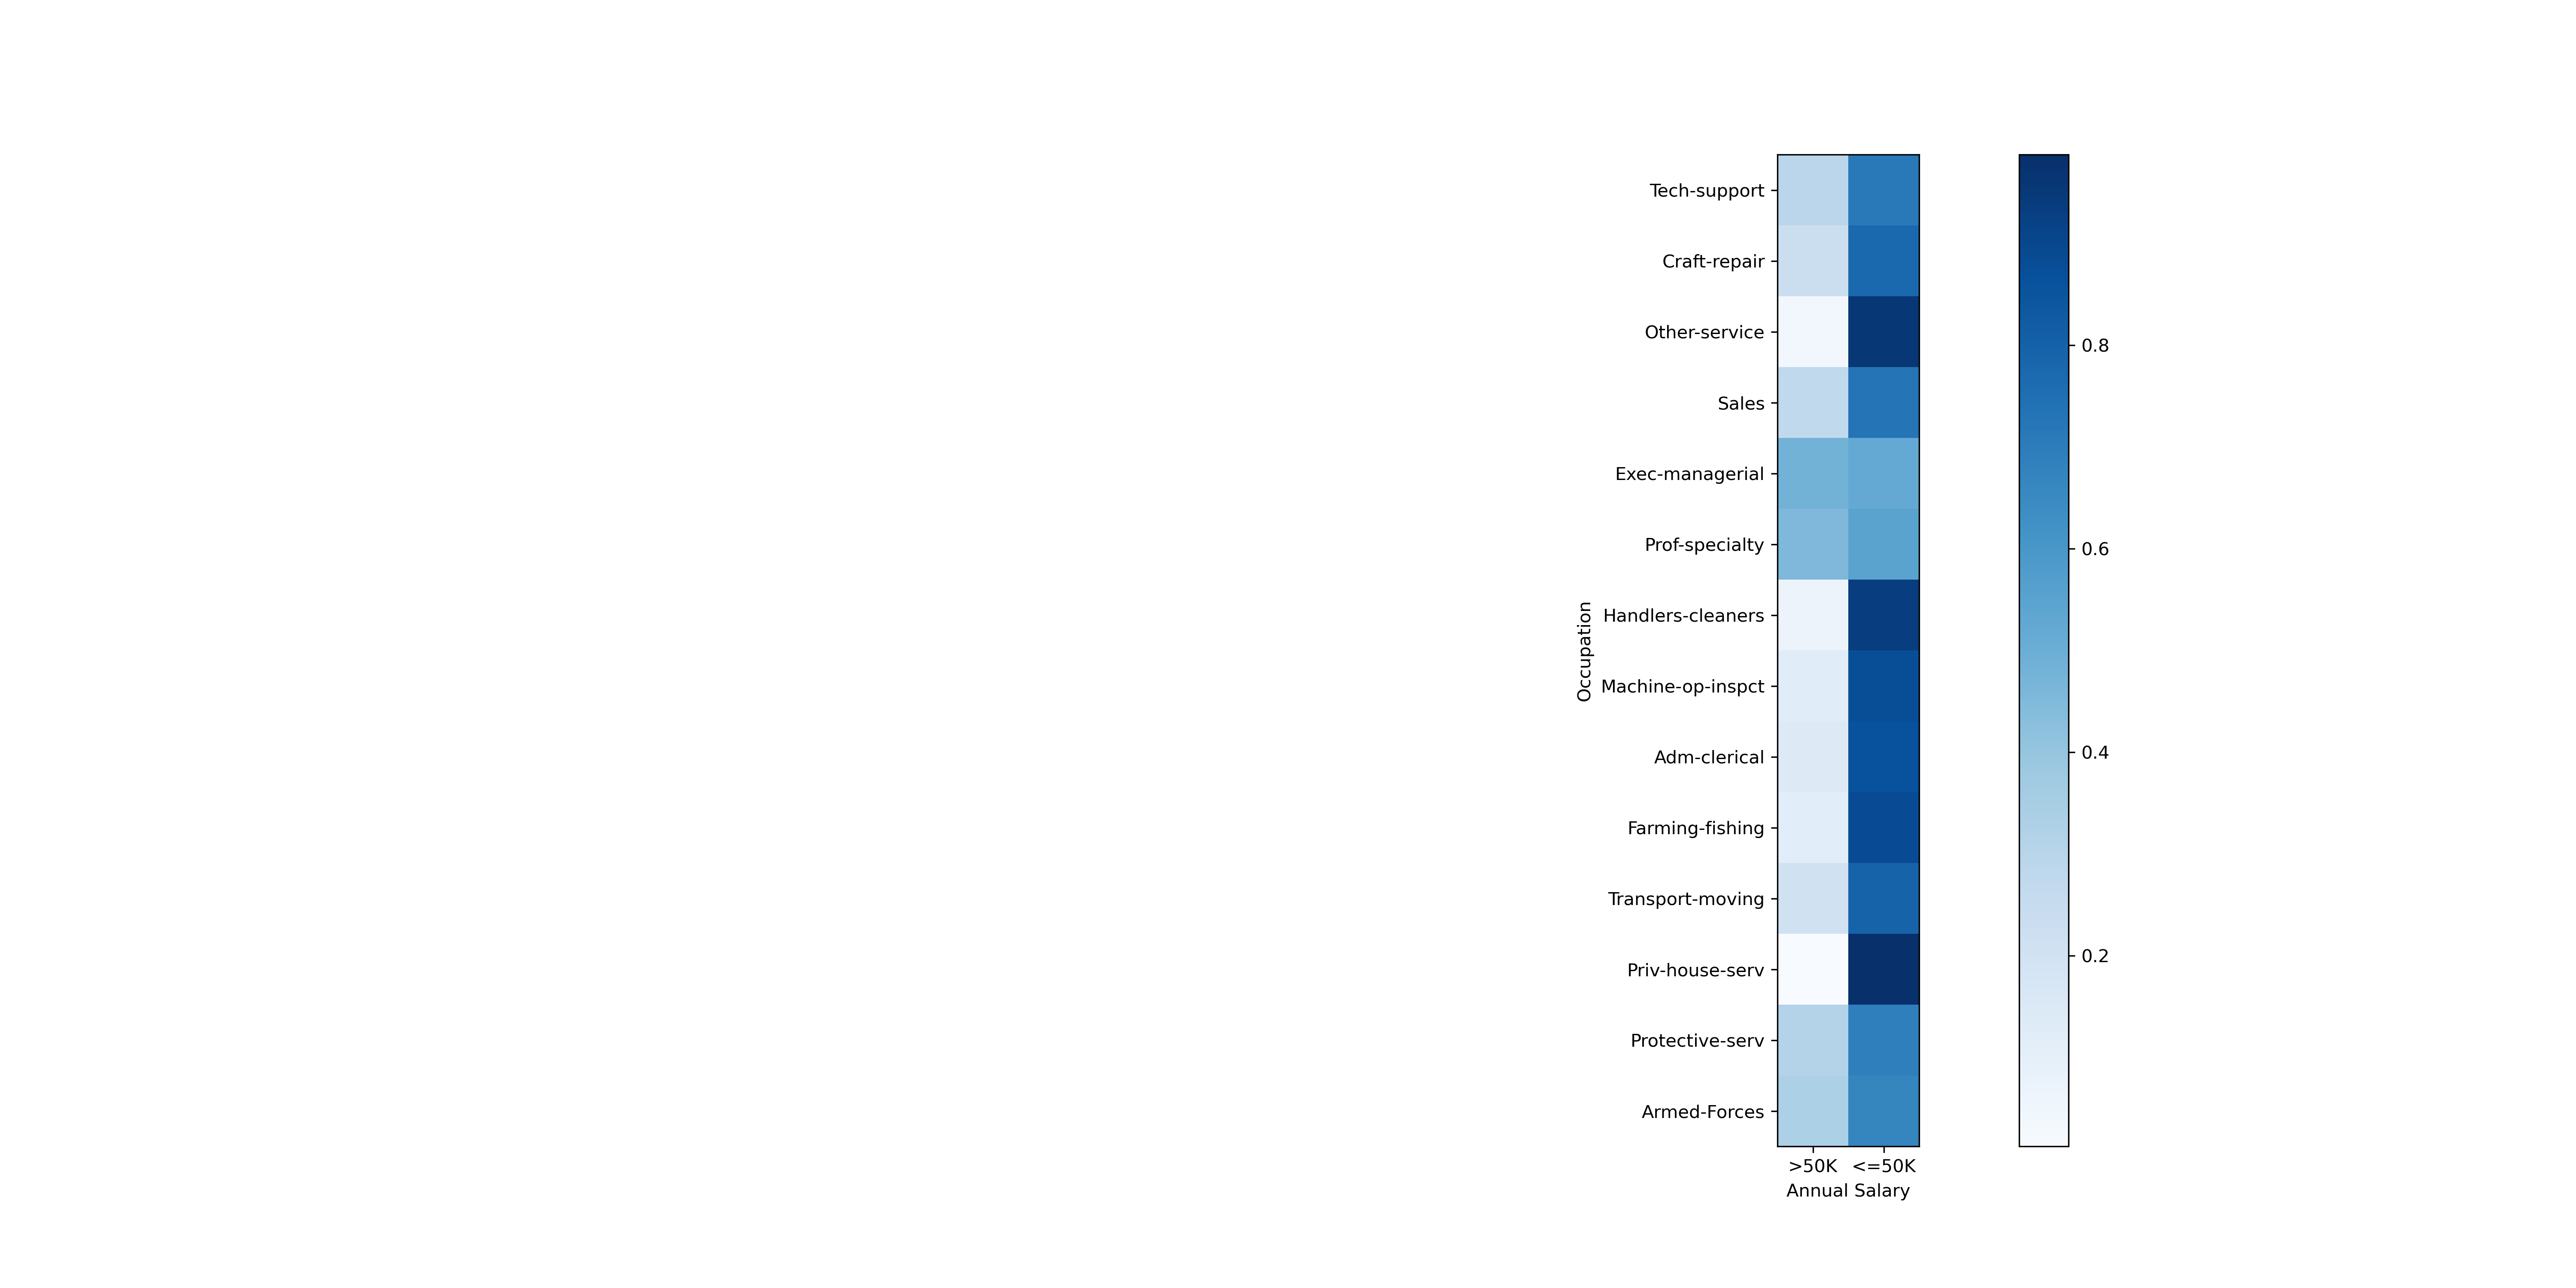 Tech-support
Craft-repair
Other-service
Sales
Exec-managerial
Prof-specialty
Handlers-cleaners
Machine-op-inspct
Adm-clerical
Farming-fishing
Transport-moving
Priv-house-serv
Protective-serv
Armed-Forces
Occupation
>50K <=50K
Annual Salary
0.8
0.6
0.4
0.2